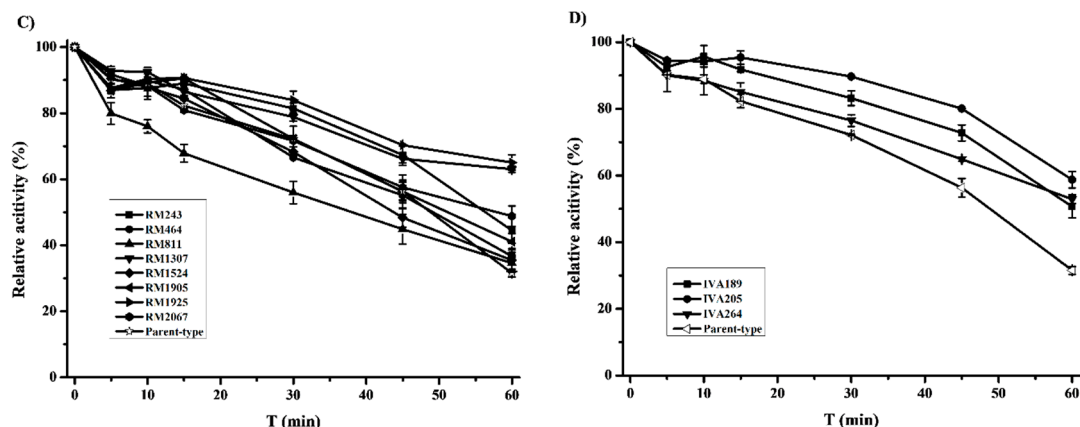 C)
Relative acitivity (%)
100
80
60
40
20
0
RM243
RM464
RM811
RM1307
RM1524
RM1905
RM1925
RM2067
Parent-type
0
10
20
30
40
50
60
T (min)
D)
Relative acitivity (%)
100
80
60
40
20
0
IVA189
IVA205
IVA264
Parent-type
0
10
20
30
40
50
60
T (min)